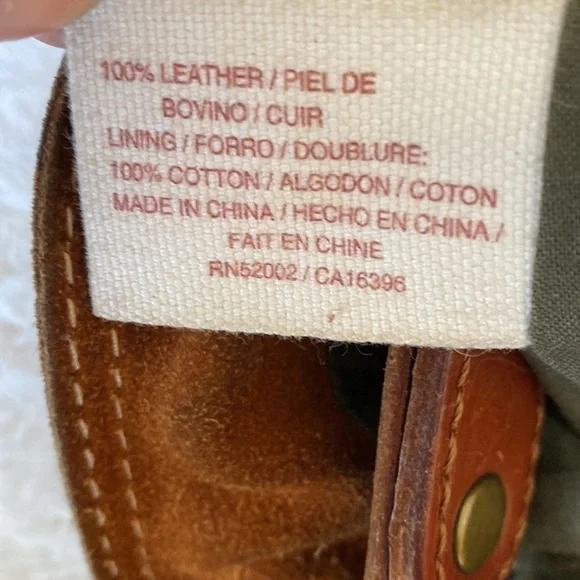 100% LEATHER / PIEL DE
BOVINO / CUIR
LINING / FORRO / DOUBLURE:
100% COTTON / ALGODON / COTON
MADE IN CHINA / HECHO EN CHINA /
FAIT EN CHINE
RN52002 / CA16396